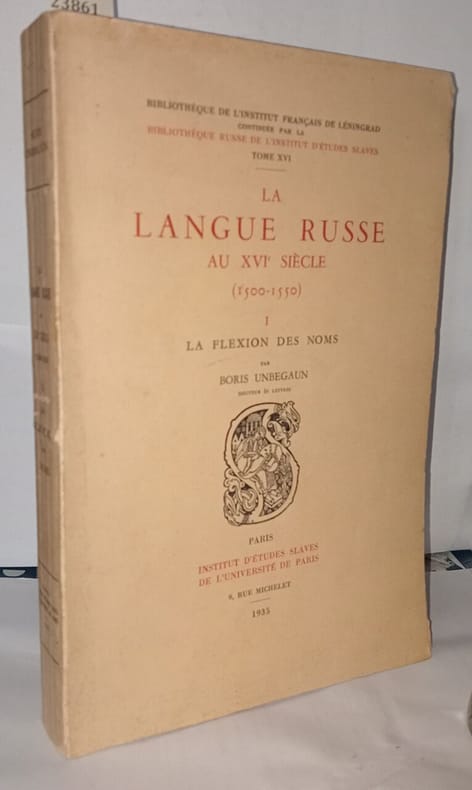 23861
BIBLIOTHÈQUE DE L'INSTITUT FRANÇAIS DE LÉNINGRAD
CONTINUÉE PAR LA
BIBLIOTHÈQUE RUSSE DE L'INSTITUT D'ÉTUDES SLAVES
TOME XVI
LA
LANGUE RUSSE
AU XVIᵉ SIÈCLE
(1500-1550)
I
LA FLEXION DES NOMS
PAR
BORIS UNBEGAUN
DOCTEUR ÈS LETTRES
PARIS
INSTITUT D'ÉTUDES SLAVES
DE L'UNIVERSITÉ DE PARIS
9, RUE MICHELET
1935